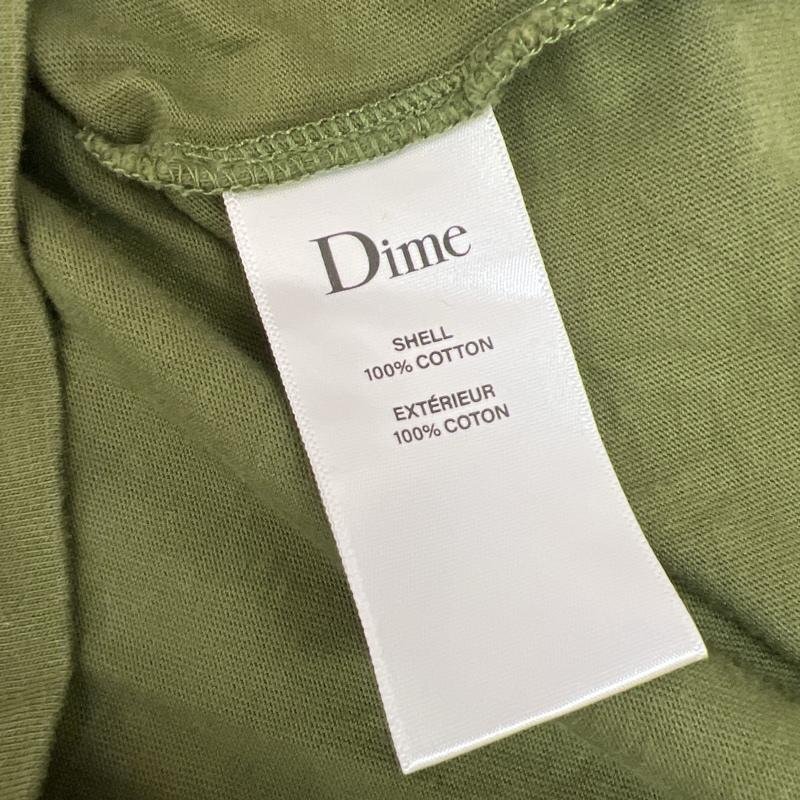 Dime
SHELL
100% COTTON
EXTÉRIEUR
100% COTON